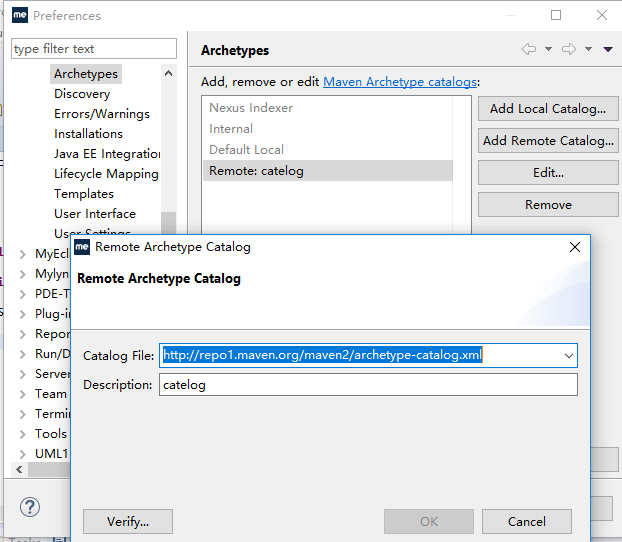 me Preferences
type filter text
Archetypes
Discovery
Errors/Warnings
Installations
Java EE Integration
Lifecycle Mapping
Templates
User Interface
User Settings
Mylyn
PDE-T
Plug-in
Repor
Run/D
Server
Team
Termi
Tools
UML1
Archetypes
Add, remove or edit Maven Archetype catalogs:
Nexus Indexer
Internal
Default Local
Remote: catelog
Add Local Catalog...
Add Remote Catalog...
Edit...
Remove
me Remote Archetype Catalog
Remote Archetype Catalog
Catalog File: http://repo1.maven.org/maven2/archetype-catalog.xml
Description: catelog
Verify...
OK
Cancel